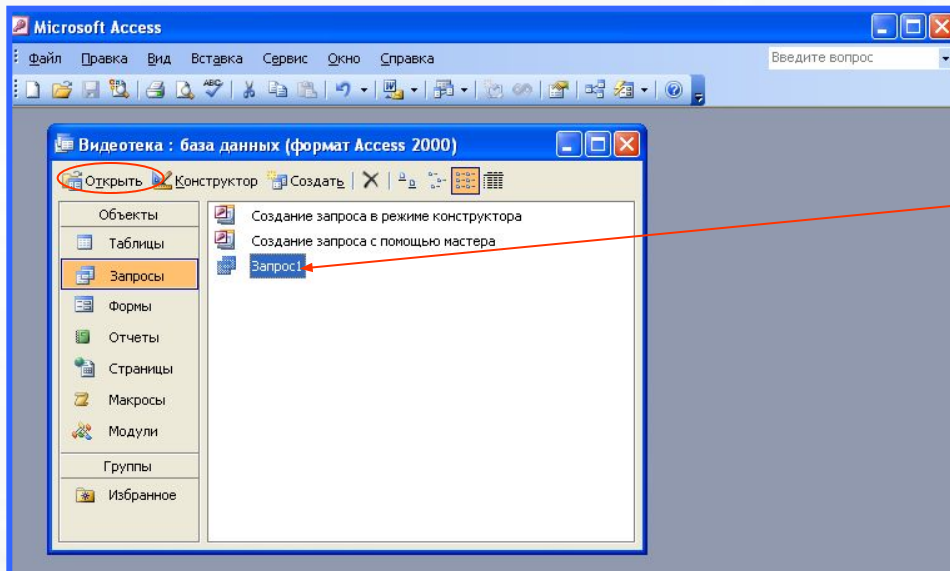 Microsoft Access
Файл Правка Вид Вставка Сервис Окно Справка Введите вопрос
Видеотека : база данных (формат Access 2000)
Открыть Конструктор Создать
Объекты
Таблицы
Запросы
Формы
Отчеты
Страницы
Макросы
Модули
Группы
Избранное
Создание запроса в режиме конструктора
Создание запроса с помощью мастера
Запрос1